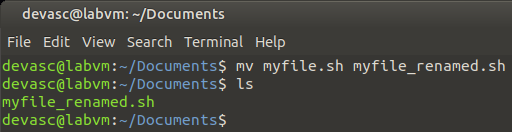 devasc@labvm: ~/Documents
File Edit View Search Terminal Help
devasc@labvm:~/Documents$ mv myfile.sh myfile_renamed.sh
devasc@labvm:~/Documents$ ls
myfile_renamed.sh
devasc@labvm:~/Documents$